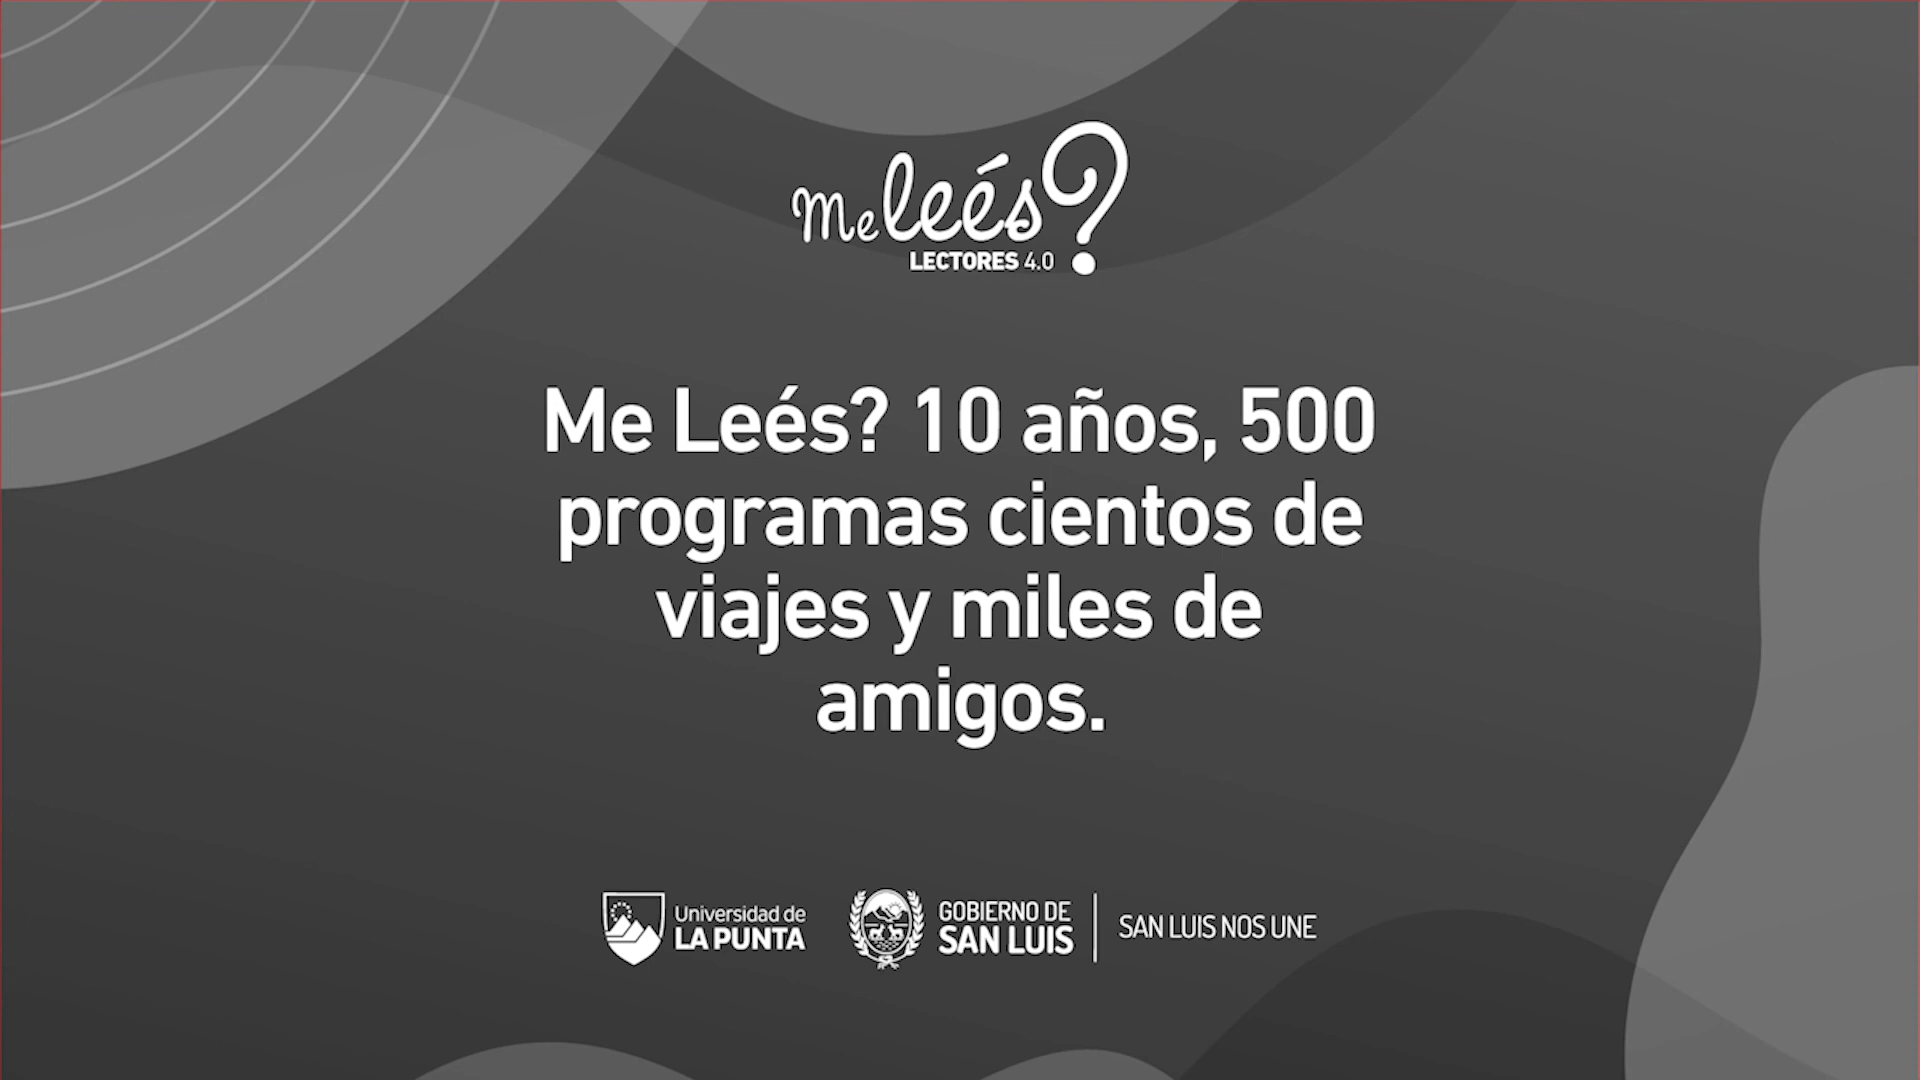 Me leés?
LECTORES 4.0
Me Leés? 10 años, 500
programas cientos de
viajes y miles de
amigos.
Universidad de
LA PUNTA
GOBIERNO DE
SAN LUIS
SAN LUIS NOS UNE